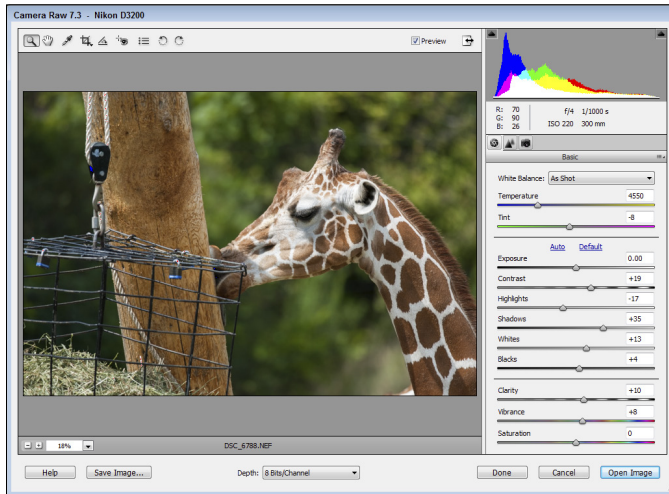 Camera Raw 7.3 - Nikon D3200
Preview
R: 70
G: 90
B: 26
f/4 1/1000 s
ISO 220 300 mm
Basic
White Balance: As Shot
Temperature 4550
Tint -8
Auto Default
Exposure 0.00
Contrast +19
Highlights -17
Shadows +35
Whites +13
Blacks +4
Clarity +10
Vibrance +8
Saturation 0
18% DSC_6788.NEF
Help Save Image... Depth: 8 Bits/Channel Done Cancel Open Image